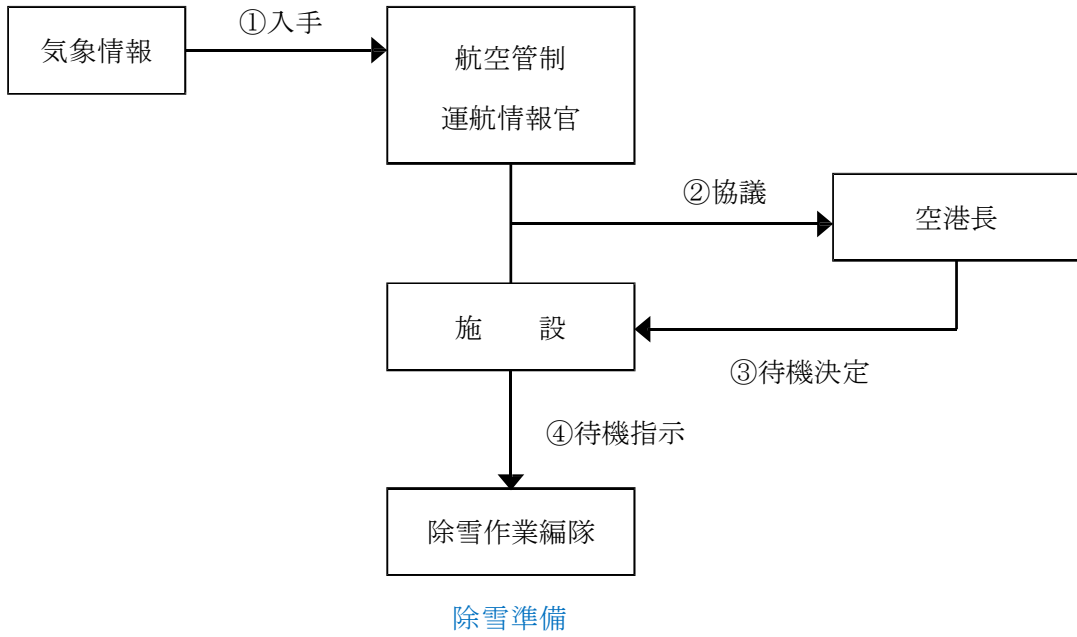 ①入手
気象情報
航空管制
運航情報官
②協議
空港長
施　　設
③待機決定
④待機指示
除雪作業編隊
除雪準備